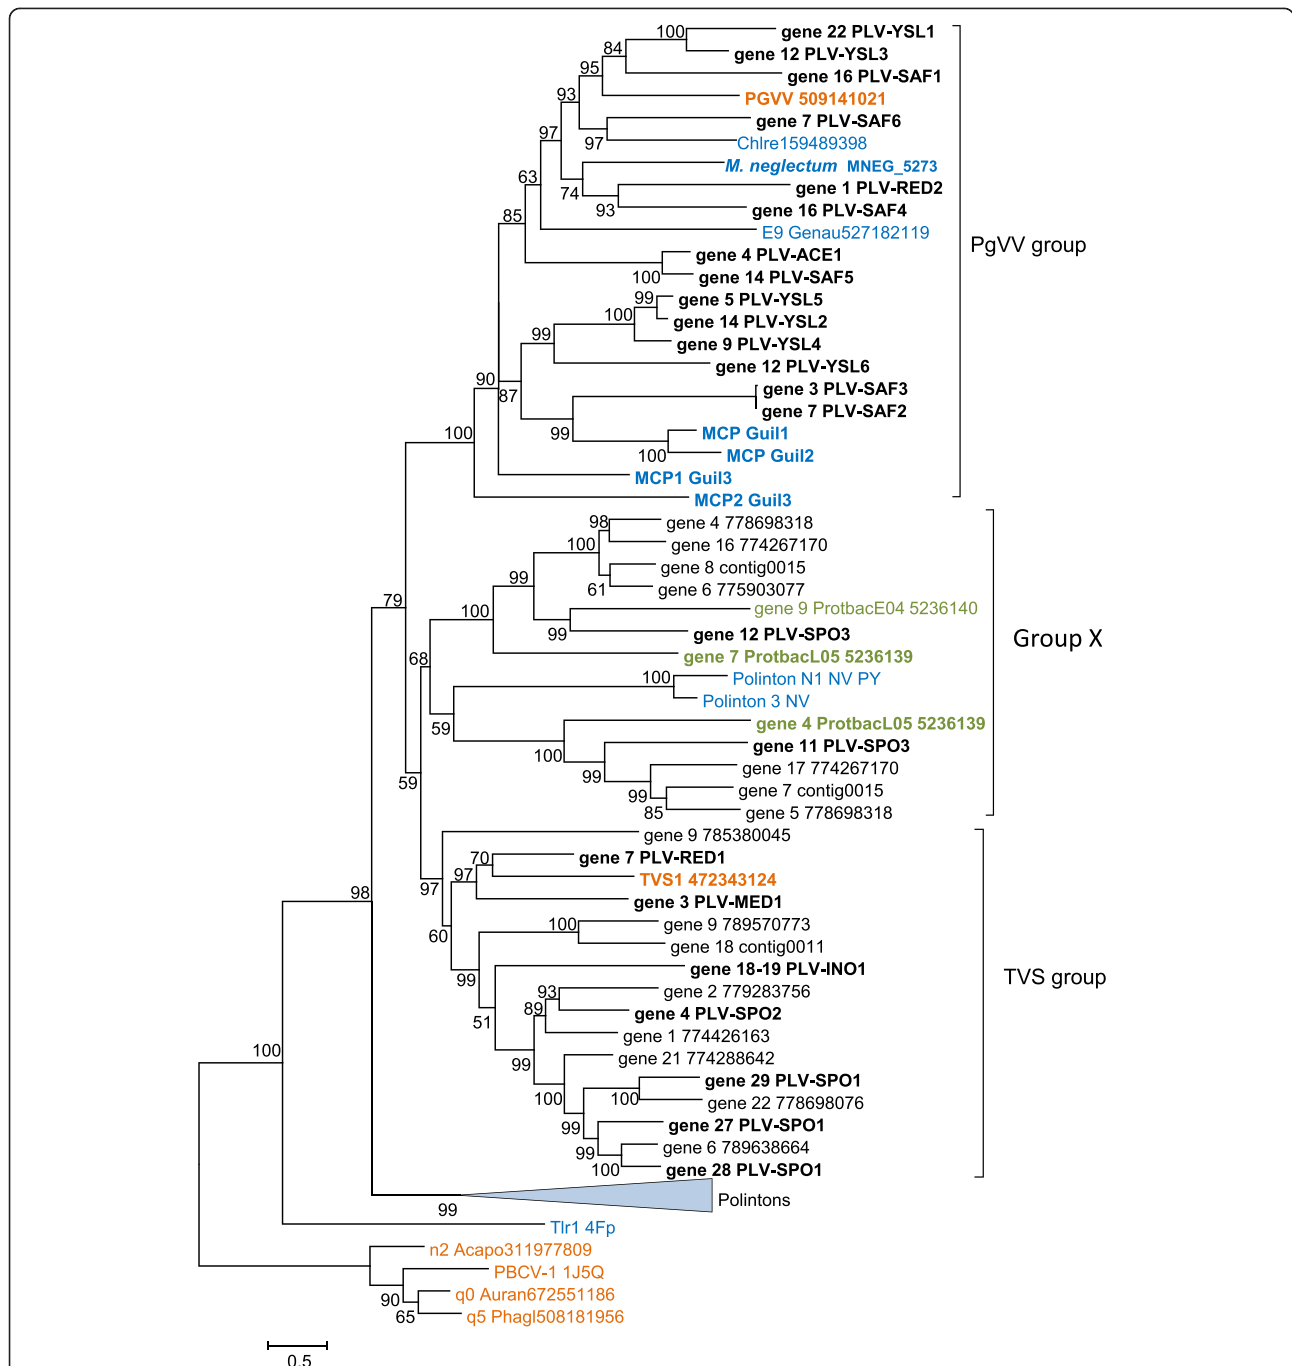 100
gene 22 PLV-YSL1
84
gene 12 PLV-YSL3
95
gene 16 PLV-SAF1
93
PGVV 509141021
97
gene 7 PLV-SAF6
97
Chlre159489398
63
M. neglectum MNEG_5273
74
gene 1 PLV-RED2
93
gene 16 PLV-SAF4
85
E9 Genau527182119
PgVV group
gene 4 PLV-ACE1
100
gene 14 PLV-SAF5
99
gene 5 PLV-YSL5
100
gene 14 PLV-YSL2
99
gene 9 PLV-YSL4
gene 12 PLV-YSL6
90
87
gene 3 PLV-SAF3
gene 7 PLV-SAF2
100
99
MCP Guil1
100
MCP Guil2
MCP1 Guil3
MCP2 Guil3
98
gene 4 778698318
100
gene 16 774267170
99
gene 8 contig0015
61
gene 6 775903077
79
100
gene 9 ProtbacE04 5236140
99
gene 12 PLV-SPO3
Group X
68
gene 7 ProtbacL05 5236139
100
Polinton N1 NV PY
Polinton 3 NV
59
gene 4 ProtbacL05 5236139
100
gene 11 PLV-SPO3
99
gene 17 774267170
59
99
gene 7 contig0015
85
gene 5 778698318
gene 9 785380045
70
gene 7 PLV-RED1
97
97
TVS1 472343124
98
gene 3 PLV-MED1
60
100
gene 9 789570773
gene 18 contig0011
99
gene 18-19 PLV-INO1
TVS group
93
gene 2 779283756
89
gene 4 PLV-SPO2
51
gene 1 774426163
99
gene 21 774288642
100
gene 29 PLV-SPO1
100
100
gene 22 778698076
99
gene 27 PLV-SPO1
99
gene 6 789638664
100
gene 28 PLV-SPO1
99
Polintons
Tlr1 4Fp
n2 Acapo311977809
PBCV-1 1J5Q
90
q0 Auran672551186
65
q5 Phagl508181956
0.5